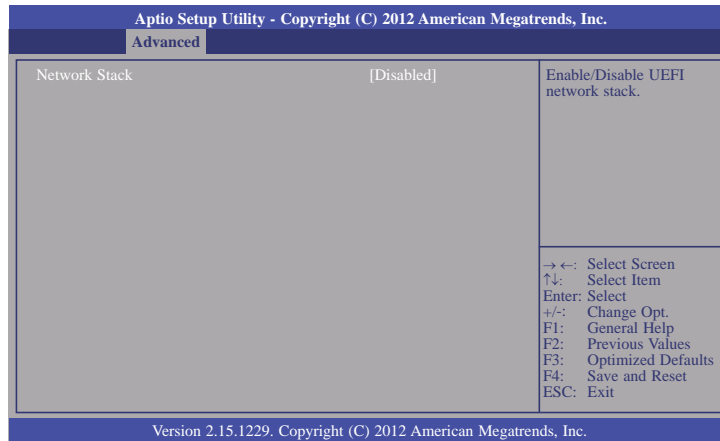 Aptio Setup Utility - Copyright (C) 2012 American Megatrends, Inc.
Advanced
Network Stack [Disabled]
Enable/Disable UEFI
network stack.
→ ←: Select Screen
↑↓: Select Item
Enter: Select
+/-: Change Opt.
F1: General Help
F2: Previous Values
F3: Optimized Defaults
F4: Save and Reset
ESC: Exit
Version 2.15.1229. Copyright (C) 2012 American Megatrends, Inc.